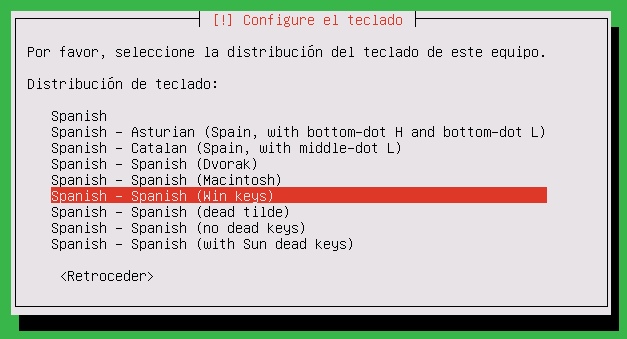 [!] Configure el teclado
Por favor, seleccione la distribución del teclado de este equipo.
Distribución de teclado:
Spanish
Spanish – Asturian (Spain, with bottom-dot H and bottom-dot L)
Spanish – Catalan (Spain, with middle-dot L)
Spanish – Spanish (Dvorak)
Spanish – Spanish (Macintosh)
Spanish – Spanish (Win keys)
Spanish – Spanish (dead tilde)
Spanish – Spanish (no dead keys)
Spanish – Spanish (with Sun dead keys)
<Retroceder>